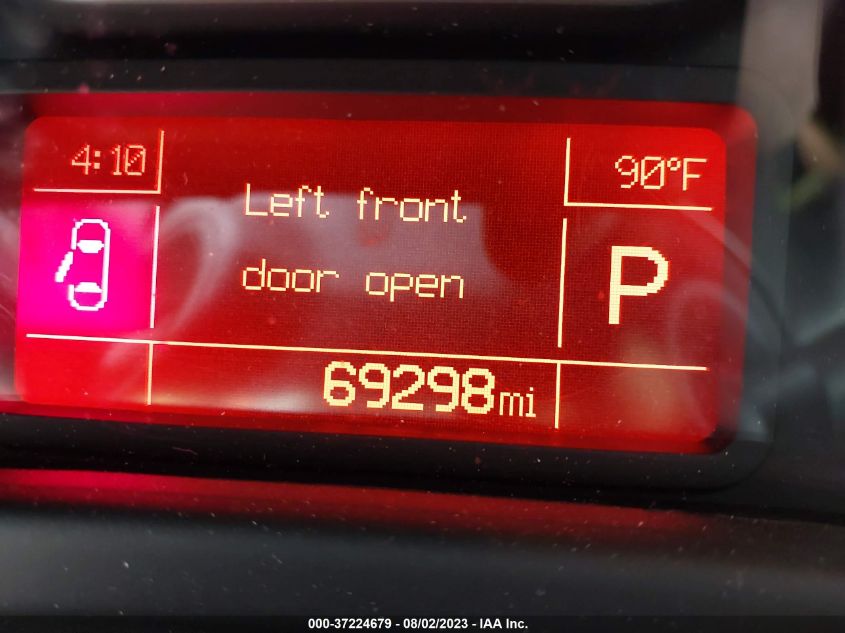 4:10
90°F
Left front
door open
P
69298mi
000-37224679 - 08/02/2023 - IAA Inc.